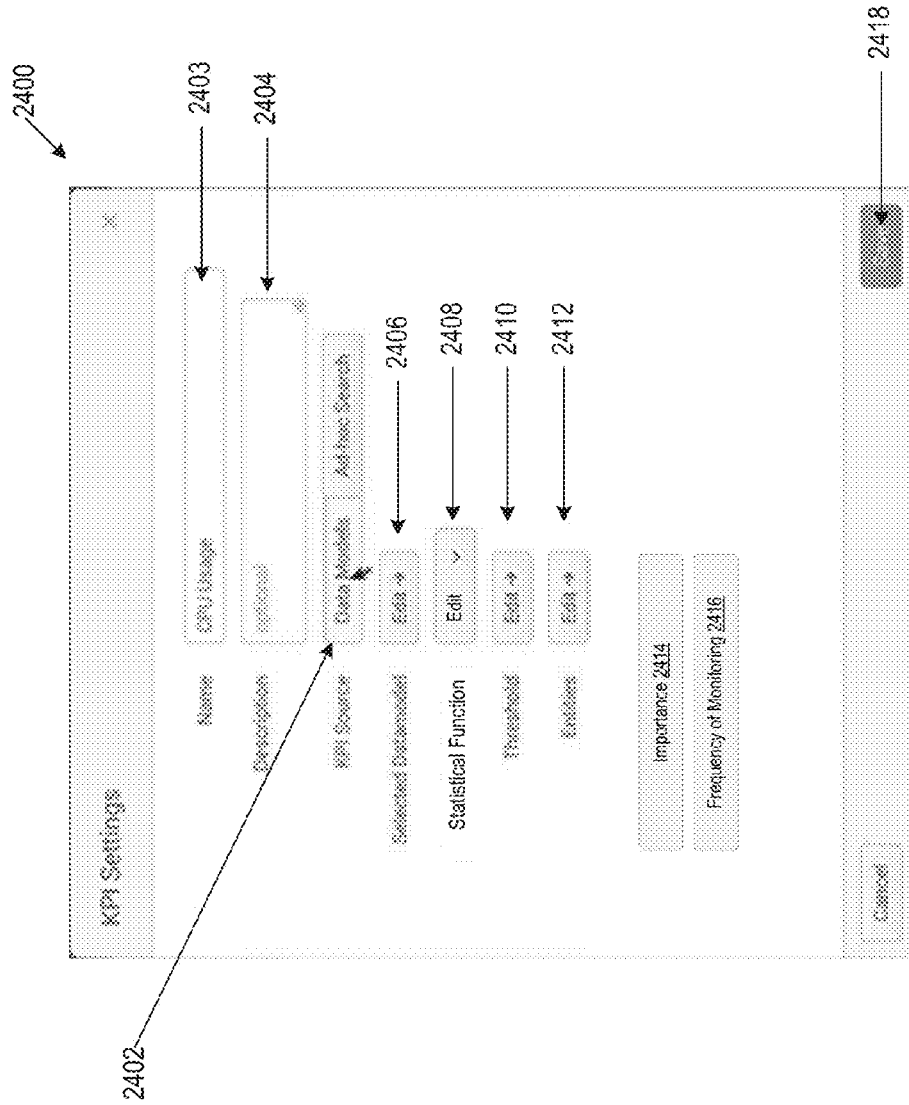 2400
KPI Settings
X
Name CPU Usage 2403
Description optional 2404
2402 KPI Source Data Models Ad-hoc Search
Selected Datamodel Edit → 2406
Statistical Function Edit 2408
Threshold Edit → 2410
Entities Edit → 2412
Importance 2414
Frequency of Monitoring 2416
Cancel 2418